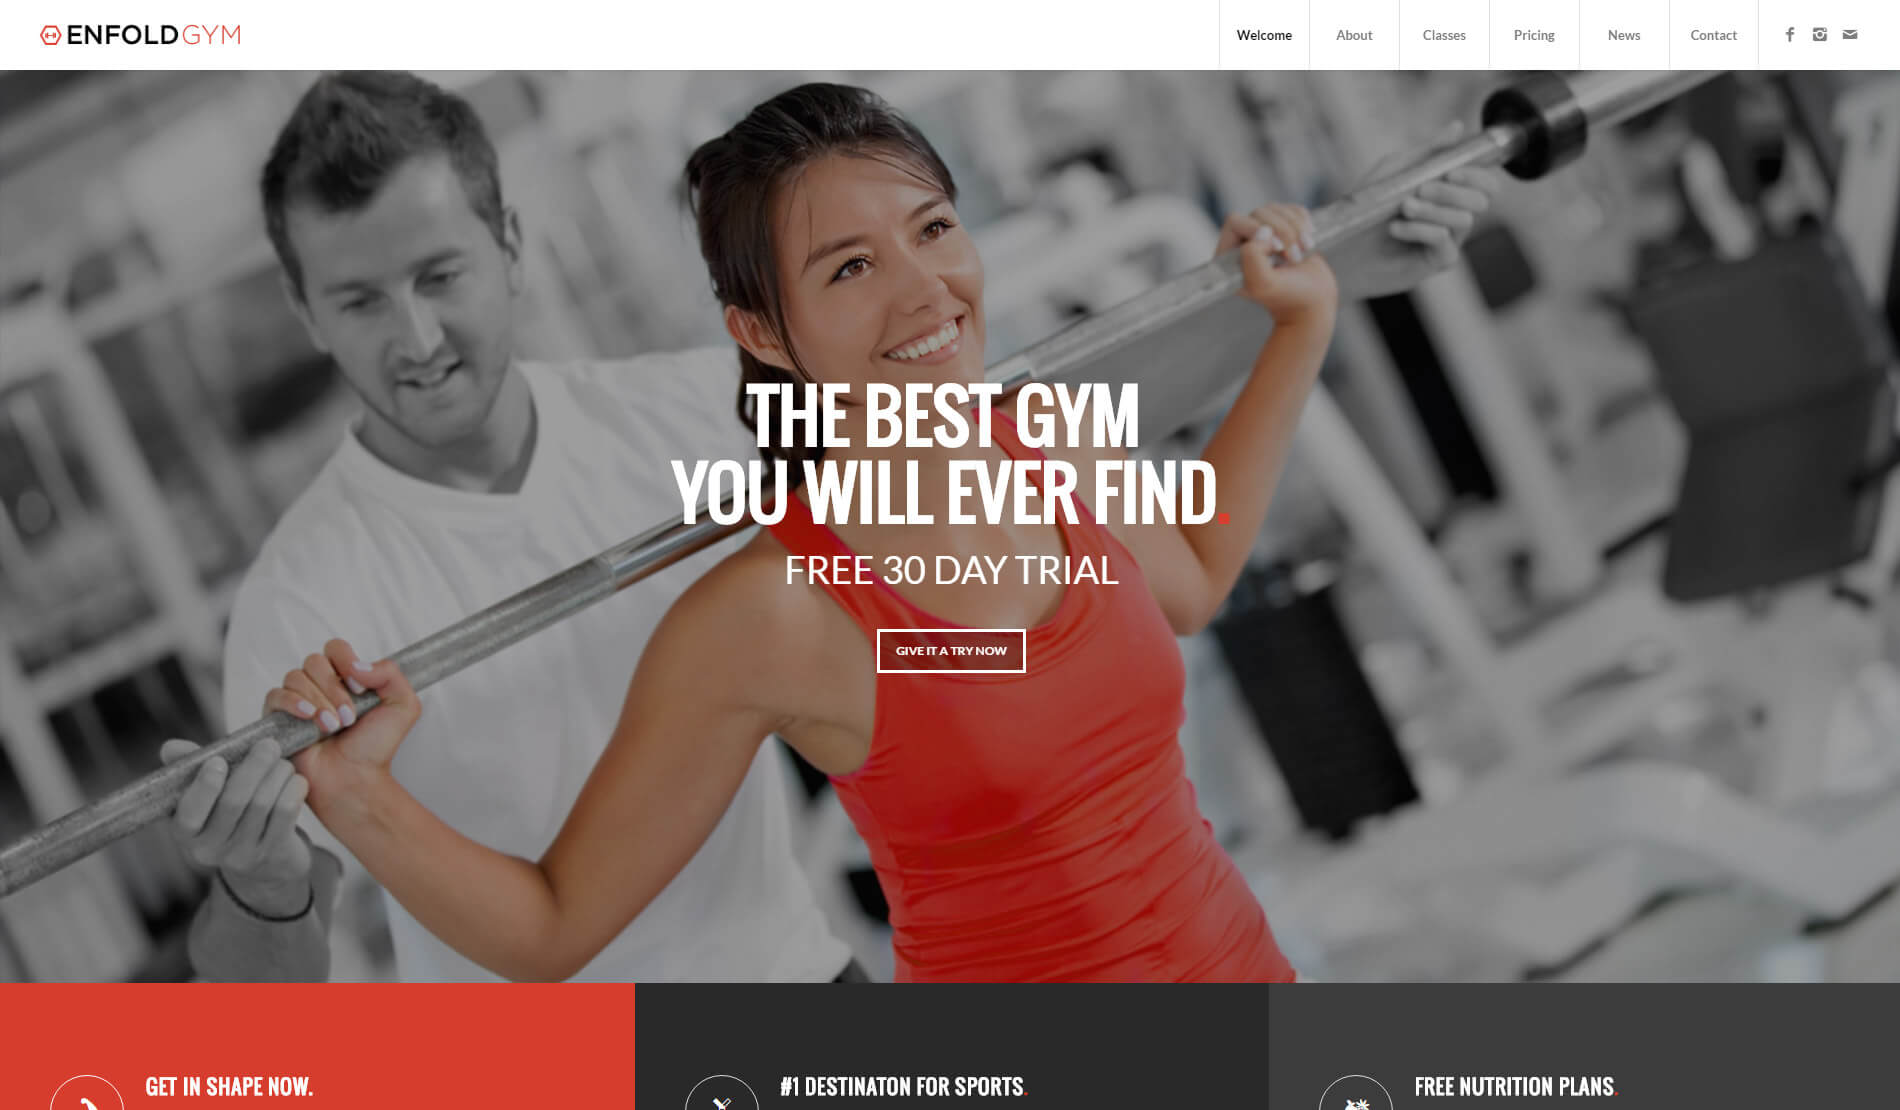 ENFOLDGYM
Welcome
About
Classes
Pricing
News
Contact
THE BEST GYM
YOU WILL EVER FIND.
FREE 30 DAY TRIAL
GIVE IT A TRY NOW
GET IN SHAPE NOW.
#1 DESTINATON FOR SPORTS.
FREE NUTRITION PLANS.